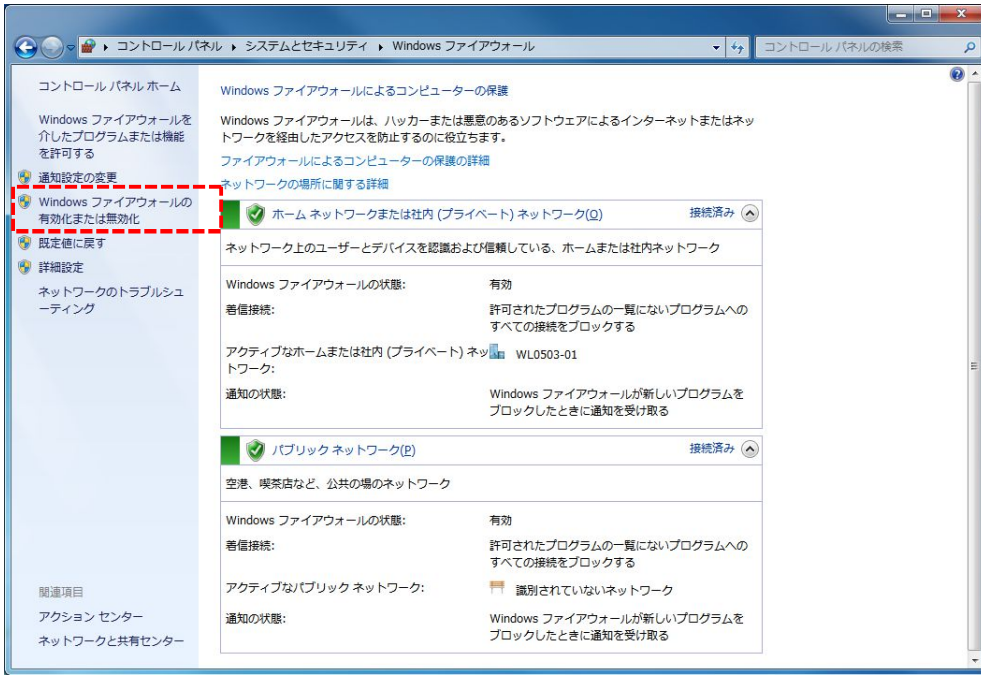 コントロール パネル ▸ システムとセキュリティ ▸ Windows ファイアウォール
コントロール パネルの検索
コントロール パネル ホーム
Windows ファイアウォールを
介したプログラムまたは機能
を許可する
通知設定の変更
Windows ファイアウォールの
有効化または無効化
既定値に戻す
詳細設定
ネットワークのトラブルシュ
ーティング
関連項目
アクション センター
ネットワークと共有センター
Windows ファイアウォールによるコンピューターの保護
Windows ファイアウォールは、ハッカーまたは悪意のあるソフトウェアによるインターネットまたはネッ
トワークを経由したアクセスを防止するのに役立ちます。
ファイアウォールによるコンピューターの保護の詳細
ネットワークの場所に関する詳細
ホーム ネットワークまたは社内 (プライベート) ネットワーク(O) 接続済み
ネットワーク上のユーザーとデバイスを認識および信頼している、ホームまたは社内ネットワーク
Windows ファイアウォールの状態: 有効
着信接続: 許可されたプログラムの一覧にないプログラムへの
すべての接続をブロックする
アクティブなホームまたは社内 (プライベート) ネッ WL0503-01
トワーク:
通知の状態: Windows ファイアウォールが新しいプログラムを
ブロックしたときに通知を受け取る
パブリック ネットワーク(P) 接続済み
空港、喫茶店など、公共の場のネットワーク
Windows ファイアウォールの状態: 有効
着信接続: 許可されたプログラムの一覧にないプログラムへの
すべての接続をブロックする
アクティブなパブリック ネットワーク: 識別されていないネットワーク
通知の状態: Windows ファイアウォールが新しいプログラムを
ブロックしたときに通知を受け取る